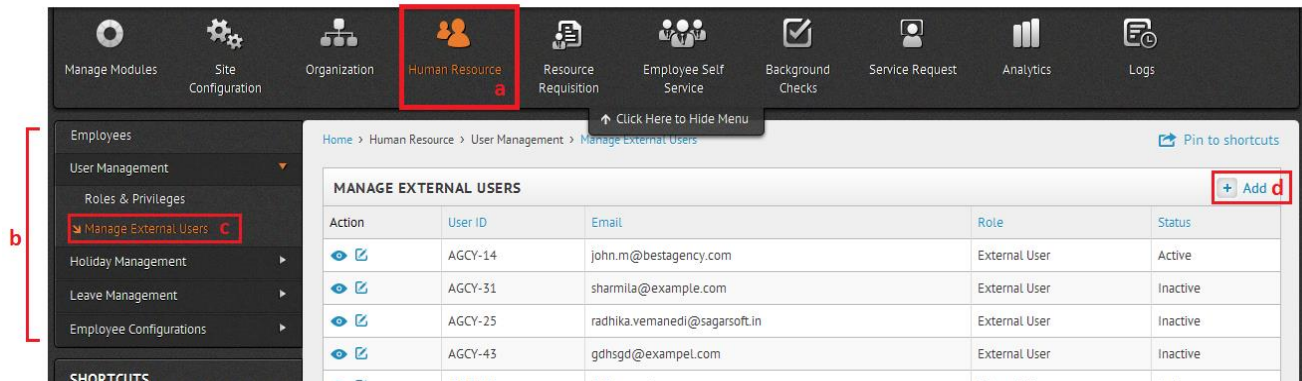 Manage Modules
Site
Configuration
Organization
Human Resource
a
Resource
Requisition
Employee Self
Service
Background
Checks
Service Request
Analytics
Logs
Click Here to Hide Menu
b
Employees
User Management
Roles & Privileges
Manage External Users c
Holiday Management
Leave Management
Employee Configurations
SHORTCUTS
Home > Human Resource > User Management > Manage External Users
Pin to shortcuts
MANAGE EXTERNAL USERS
+ Add d
Action User ID Email Role Status
AGCY-14 john.m@bestagency.com External User Active
AGCY-31 sharmila@example.com External User Inactive
AGCY-25 radhika.vemanedi@sagarsoft.in External User Inactive
AGCY-43 gdhsgd@exampel.com External User Inactive